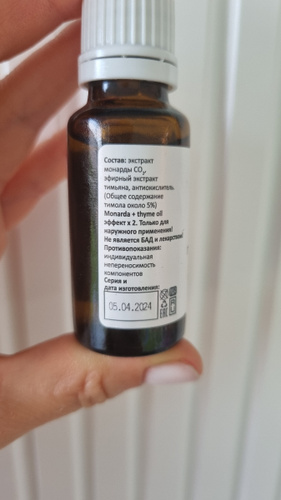 Состав: экстракт
монарды CO₂,
эфирный экстракт
тимьяна, антиокислитель.
(Общее содержание
тимола около 5%)
Monarda + thyme oil
эффект x 2. Только для
наружного применения!
Не является БАД и лекарством!
Противопоказания:
индивидуальная
непереносимость
компонентов
Серия и
дата изготовления:
05.04.2024
EAC